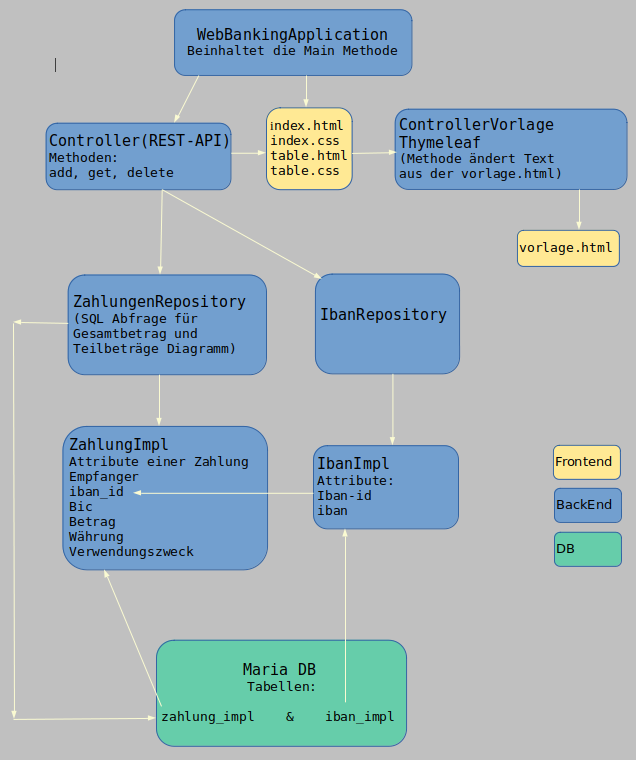 WebBankingApplication
Beinhaltet die Main Methode
Controller(REST-API)
Methoden:
add, get, delete
index.html
index.css
table.html
table.css
ControllerVorlage
Thymeleaf
(Methode ändert Text
aus der vorlage.html)
vorlage.html
ZahlungenRepository
(SQL Abfrage für
Gesamtbetrag und
Teilbeträge Diagramm)
IbanRepository
ZahlungImpl
Attribute einer Zahlung
Empfanger
iban_id
Bic
Betrag
Währung
Verwendungszweck
IbanImpl
Attribute:
Iban-id
iban
Frontend
BackEnd
DB
Maria DB
Tabellen:
zahlung_impl & iban_impl